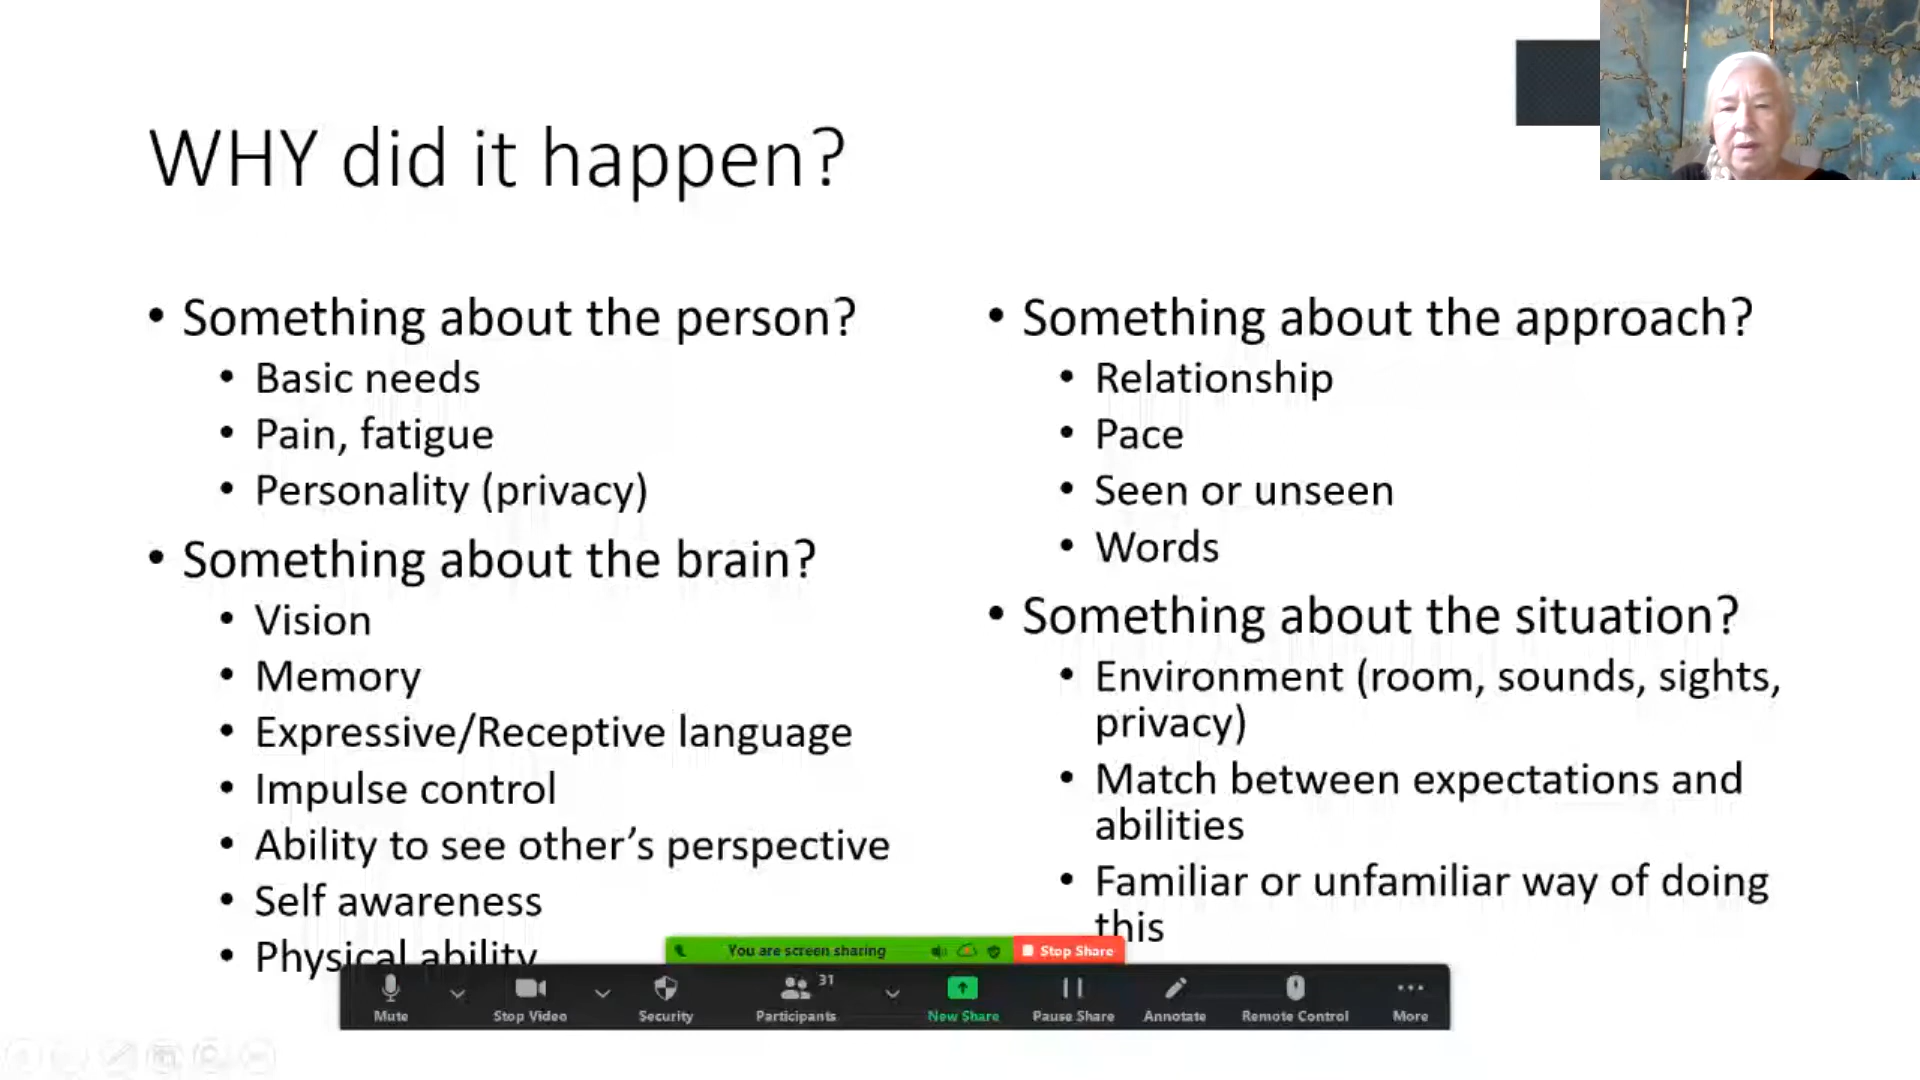 WHY did it happen?
• Something about the person?
• Basic needs
• Pain, fatigue
• Personality (privacy)
• Something about the brain?
• Vision
• Memory
• Expressive/Receptive language
• Impulse control
• Ability to see other's perspective
• Self awareness
• Physical ability
• Something about the approach?
• Relationship
• Pace
• Seen or unseen
• Words
• Something about the situation?
• Environment (room, sounds, sights,
privacy)
• Match between expectations and
abilities
• Familiar or unfamiliar way of doing
this
You are screen sharing
Stop Share
31
Mute
Stop Video
Security
Participants
New Share
Pause Share
Annotate
Remote Control
More